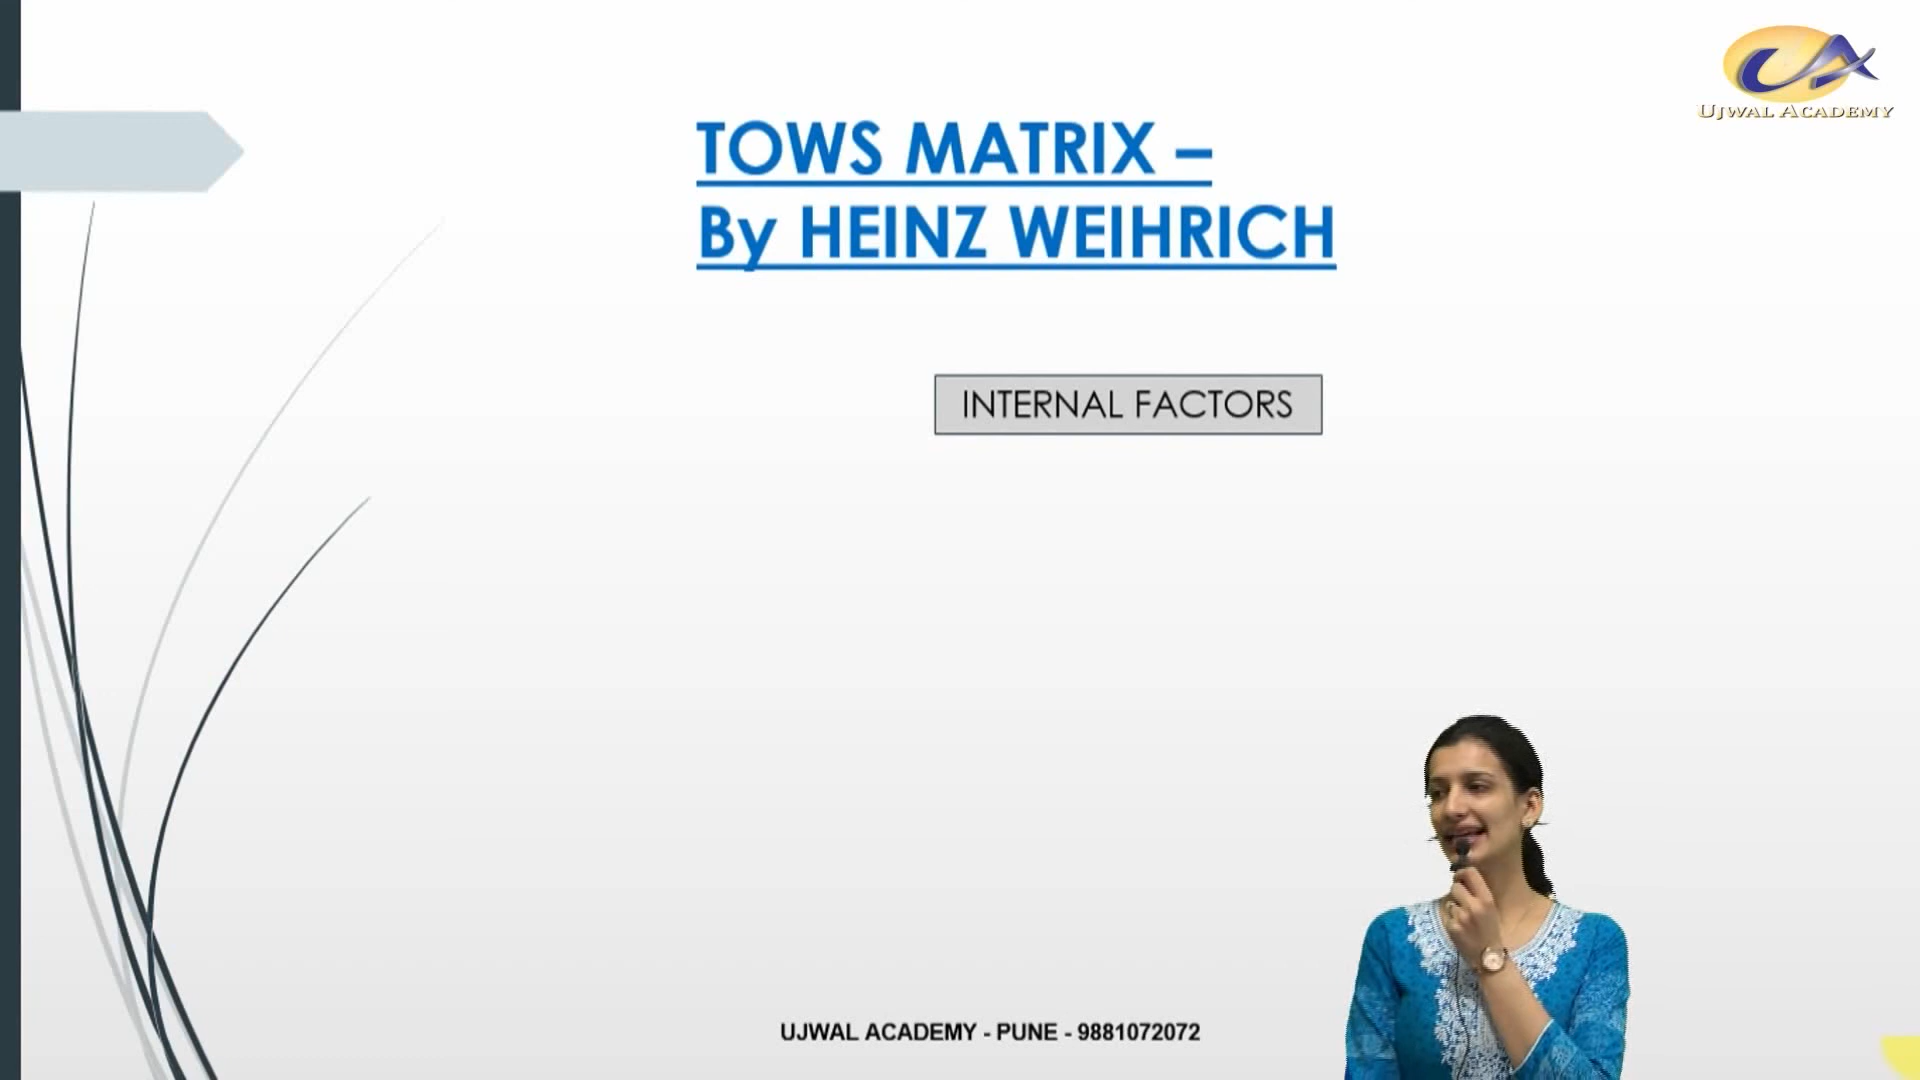 UJWAL ACADEMY
TOWS MATRIX –
By HEINZ WEIHRICH
INTERNAL FACTORS
UJWAL ACADEMY - PUNE - 9881072072